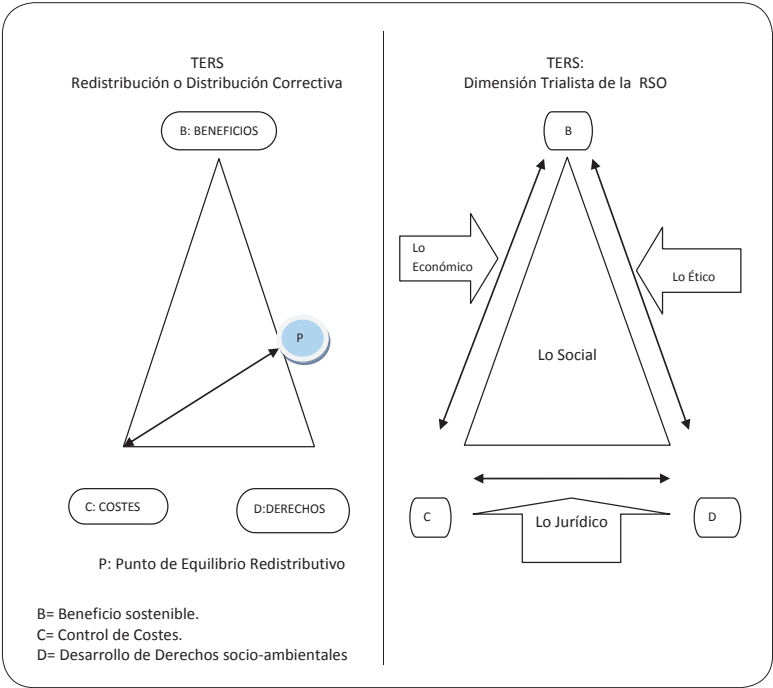 TERS
Redistribución o Distribución Correctiva
B: BENEFICIOS
P
C: COSTES
D:DERECHOS
P: Punto de Equilibrio Redistributivo
B= Beneficio sostenible.
C= Control de Costes.
D= Desarrollo de Derechos socio-ambientales
TERS:
Dimensión Trialista de la RSO
B
Lo
Económico
Lo Ético
Lo Social
C
Lo Jurídico
D